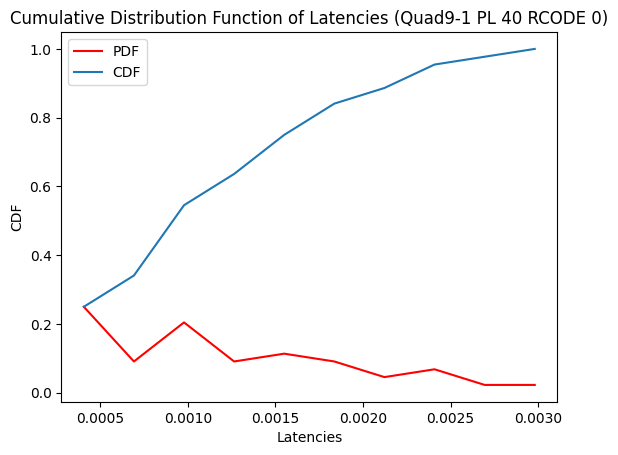 Cumulative Distribution Function of Latencies (Quad9-1 PL 40 RCODE 0)
PDF
CDF
1.0
0.8
0.6
0.4
0.2
0.0
CDF
0.0005 0.0010 0.0015 0.0020 0.0025 0.0030
Latencies